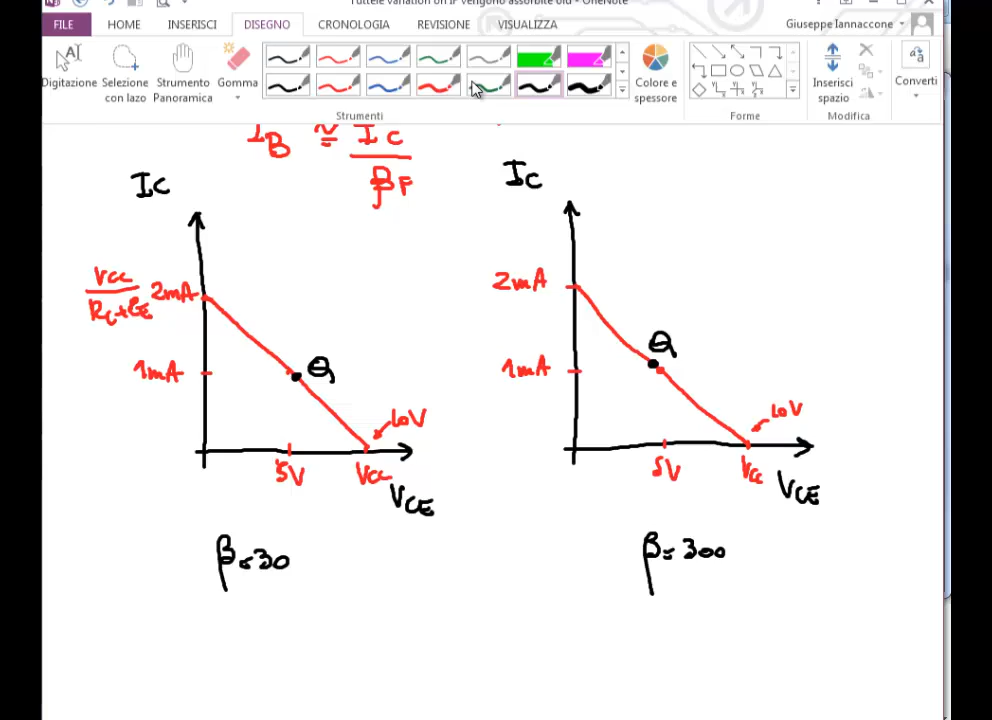 FILE HOME INSERISCI DISEGNO CRONOLOGIA REVISIONE VISUALIZZA Giuseppe Iannaccone
Digitazione Selezione con lazo Strumento Panoramica Gomma Colore e spessore Inserisci spazio Converti
Strumenti Forme Modifica
IB ≅ IC / βF
IC
VCC / RC+RE 2mA
1mA
Q
10V
5V VCC
VCE
β=30
IC
2mA
1mA
Q
10V
5V VCC
VCE
β=300